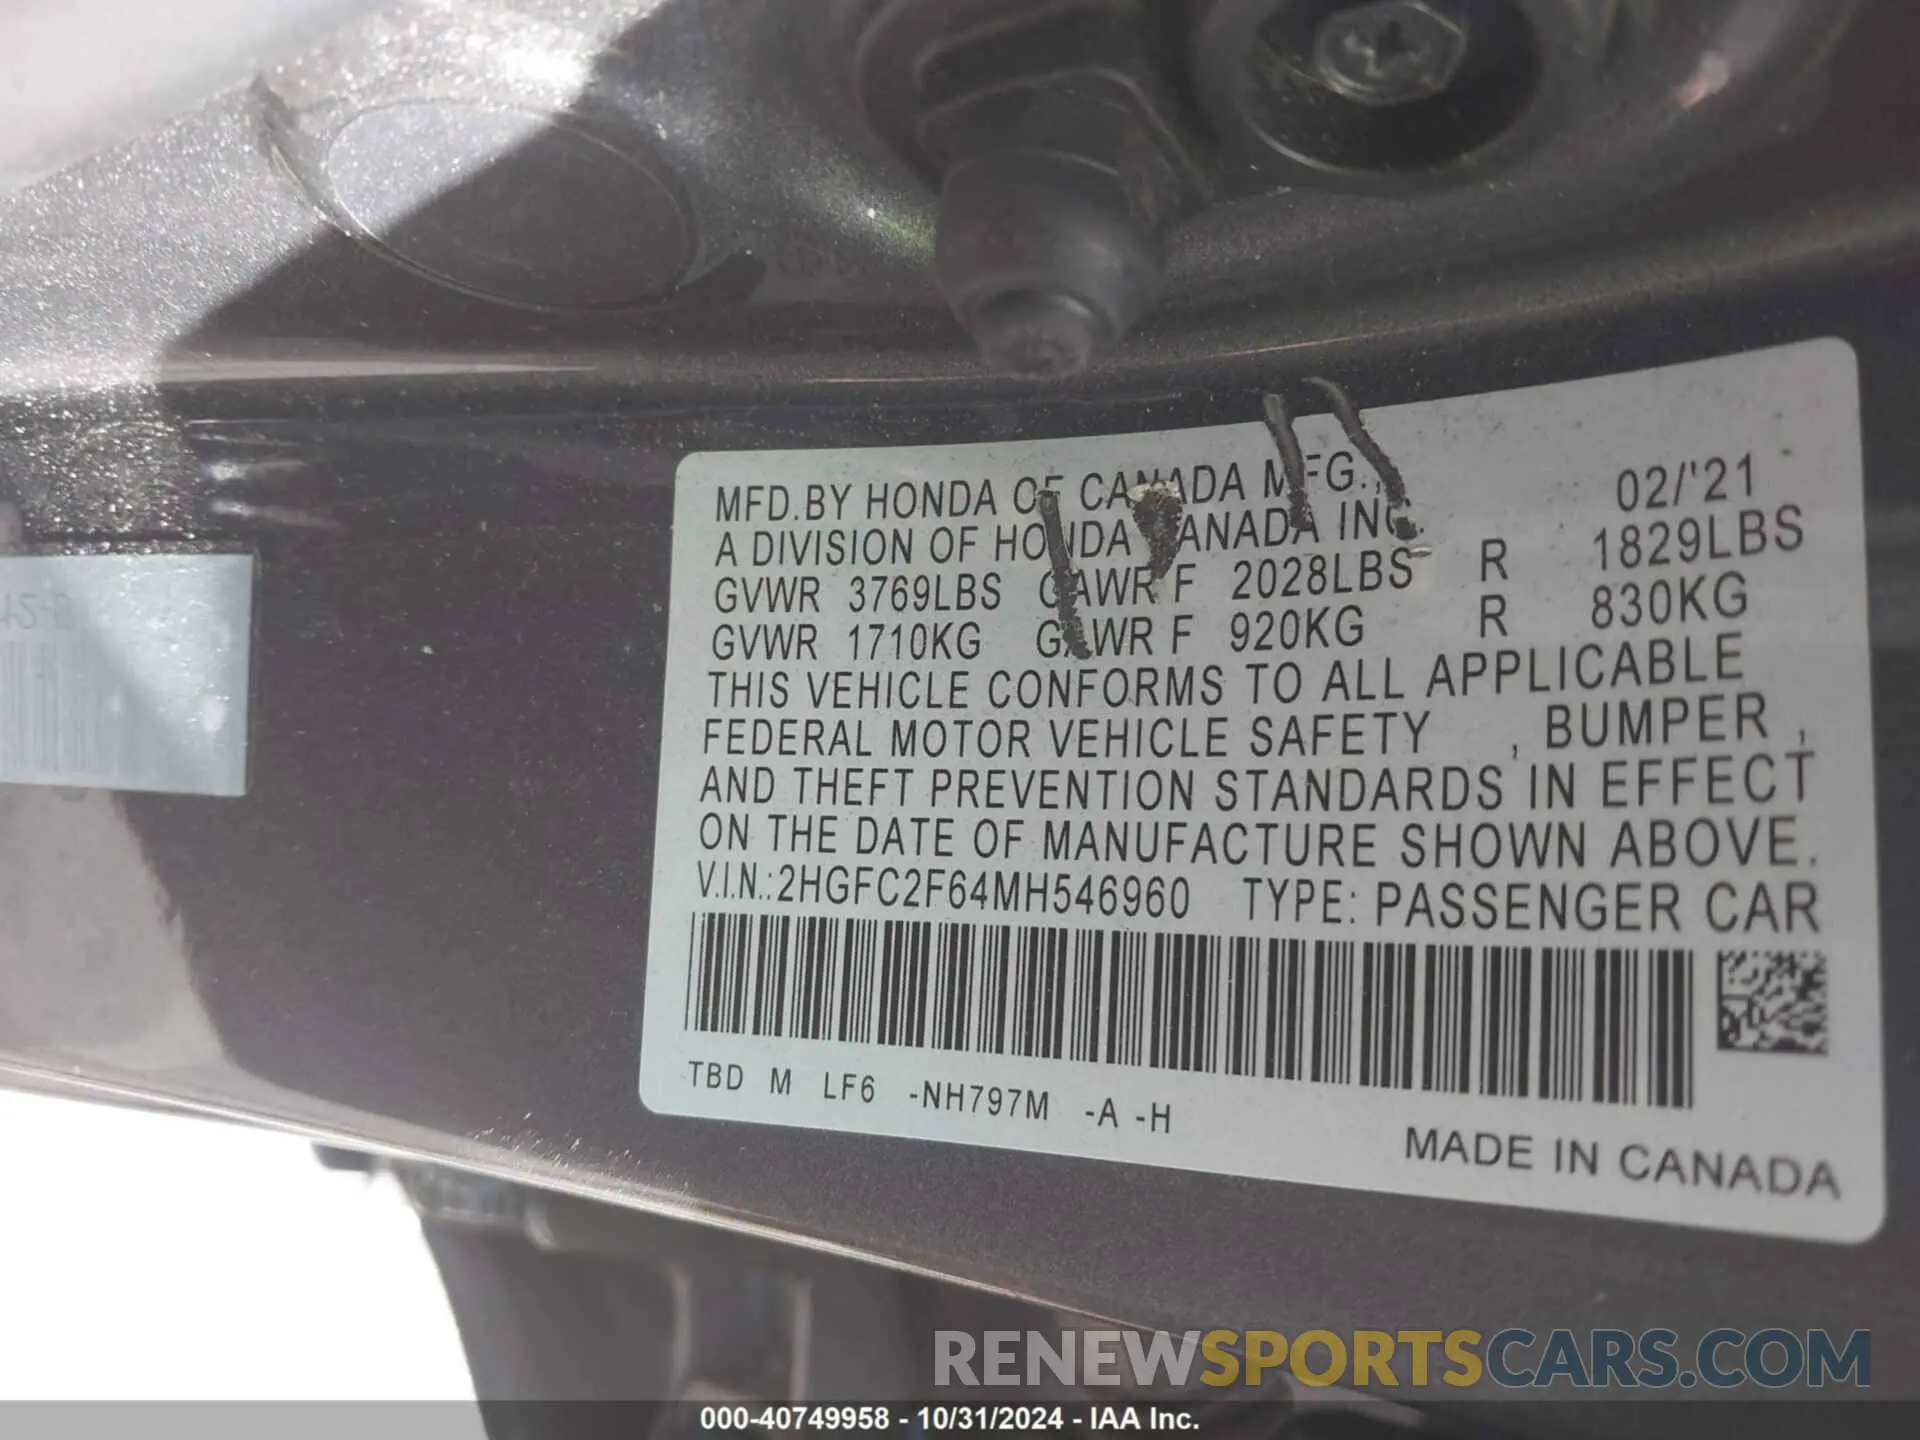 MFD.BY HONDA OF CANADA MFG.,
02/'21
A DIVISION OF HONDA CANADA INC.
GVWR 3769LBS GAWR F 2028LBS R 1829LBS
GVWR 1710KG GAWR F 920KG R 830KG
THIS VEHICLE CONFORMS TO ALL APPLICABLE
FEDERAL MOTOR VEHICLE SAFETY , BUMPER ,
AND THEFT PREVENTION STANDARDS IN EFFECT
ON THE DATE OF MANUFACTURE SHOWN ABOVE.
V.I.N.:2HGFC2F64MH546960 TYPE: PASSENGER CAR
TBD M LF6 -NH797M -A -H
MADE IN CANADA
RENEWSPORTSCARS.COM
000-40749958 - 10/31/2024 - IAA Inc.